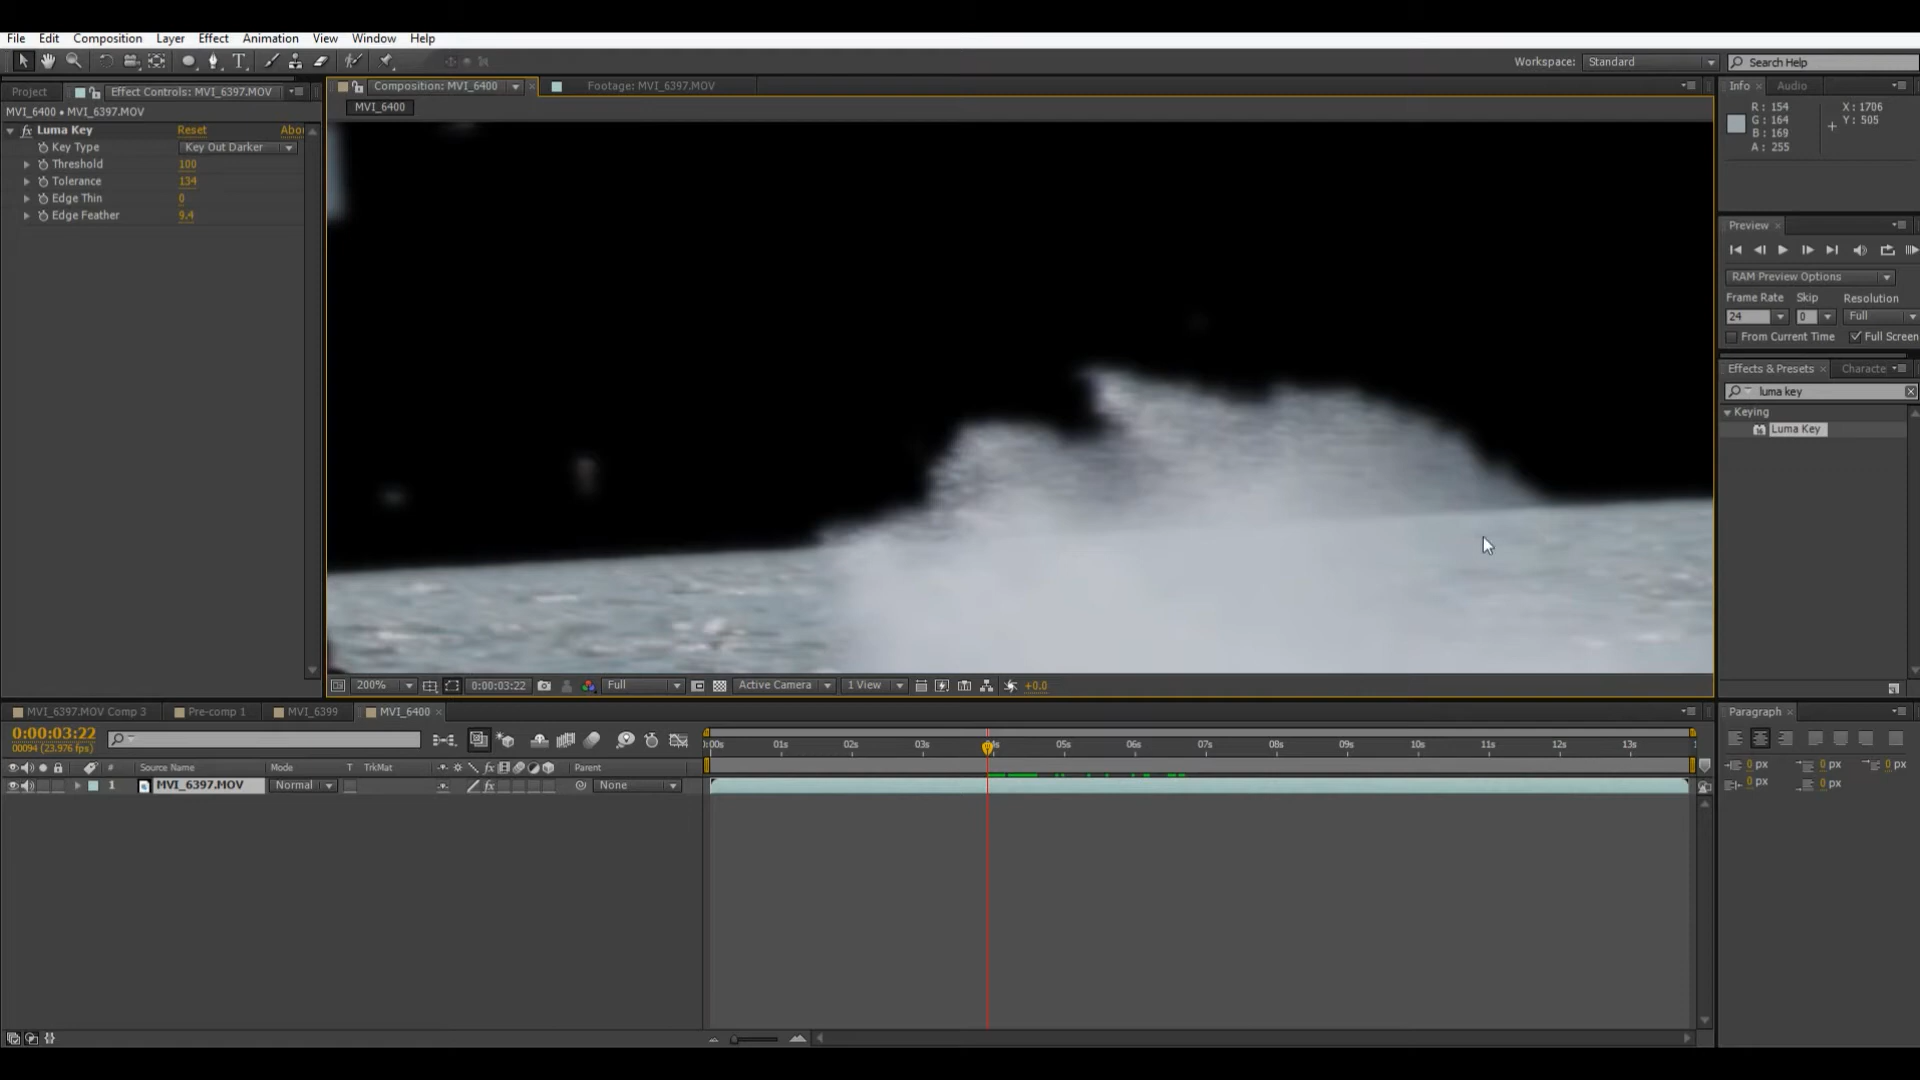 File Edit Composition Layer Effect Animation View Window Help
Workspace: Standard Search Help
Project Effect Controls: MVI_6397.MOV
MVI_6400 • MVI_6397.MOV
Luma Key Reset Abo
Key Type Key Out Darker
Threshold 100
Tolerance 134
Edge Thin 0
Edge Feather 9.4
Composition: MVI_6400 Footage: MVI_6397.MOV
MVI_6400
200% 0:00:03:22 Full Active Camera 1 View +0.0
Info Audio
R: 154 X: 1706
G: 164 Y: 505
B: 169
A: 255
Preview
RAM Preview Options
Frame Rate Skip Resolution
24 0 Full
From Current Time Full Screen
Effects & Presets Characte
luma key
Keying
Luma Key
MVI_6397.MOV Comp 3 Pre-comp 1 MVI_6399 MVI_6400
0:00:03:22
00094 (23.976 fps)
# Source Name Mode T TrkMat Parent
1 MVI_6397.MOV Normal None
01s 02s 03s 05s 06s 07s 08s 09s 10s 11s 12s 13s
Paragraph
0 px 0 px 0 px
0 px 0 px